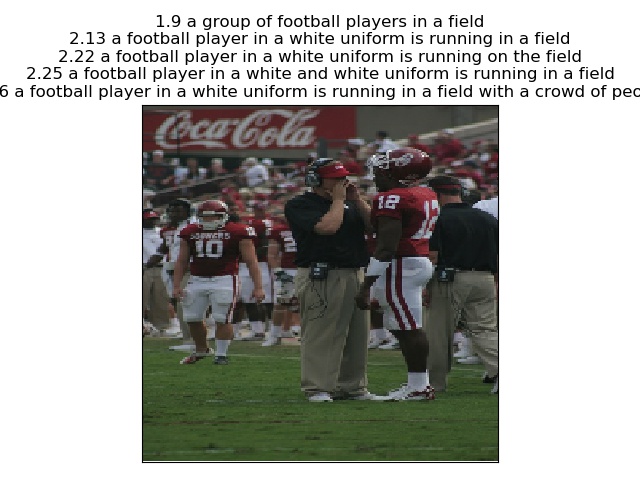 1.9 a group of football players in a field
2.13 a football player in a white uniform is running in a field
2.22 a football player in a white uniform is running on the field
2.25 a football player in a white and white uniform is running in a field
6 a football player in a white uniform is running in a field with a crowd of peo
Coca-Cola
SOONERS
10
12
12